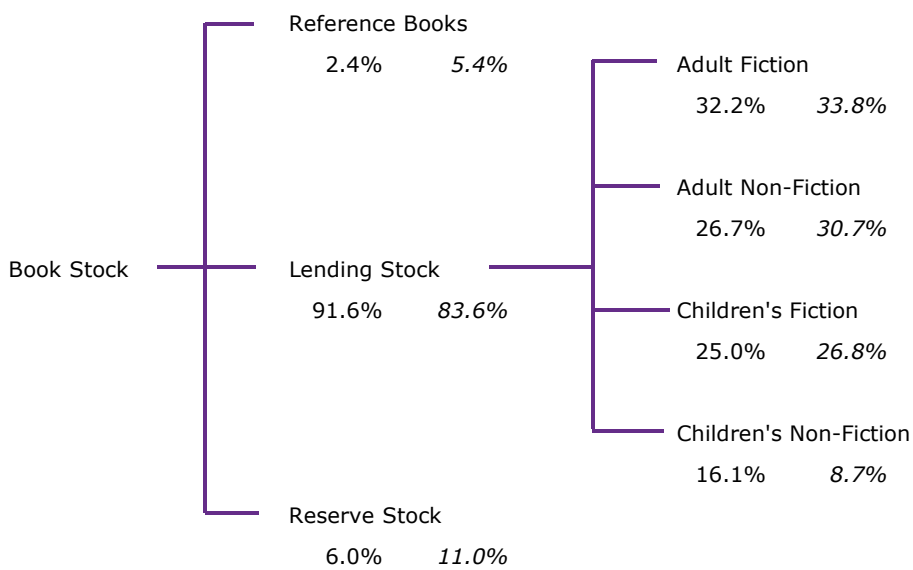 Reference Books
2.4% 5.4%
Adult Fiction
32.2% 33.8%
Adult Non-Fiction
26.7% 30.7%
Book Stock
Lending Stock
91.6% 83.6%
Children's Fiction
25.0% 26.8%
Children's Non-Fiction
16.1% 8.7%
Reserve Stock
6.0% 11.0%